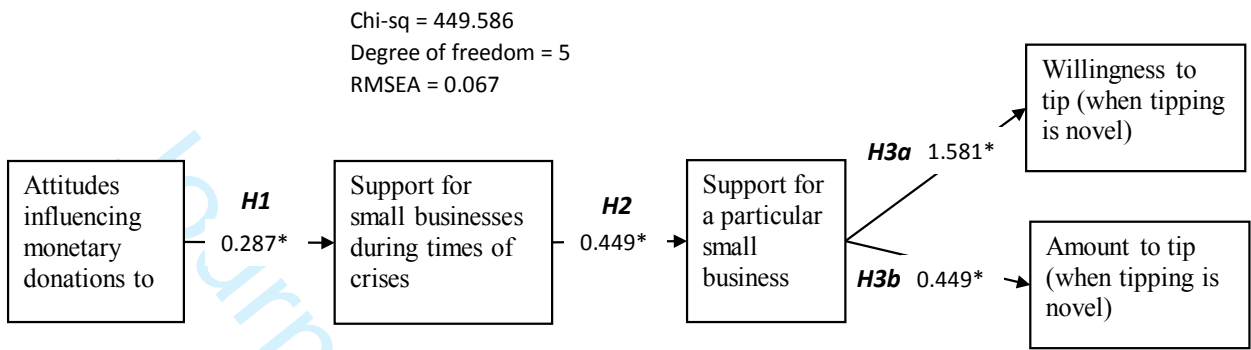 Chi-sq = 449.586
Degree of freedom = 5
RMSEA = 0.067
Attitudes
influencing
monetary
donations to
H1
0.287*
Support for
small businesses
during times of
crises
H2
0.449*
Support for
a particular
small
business
H3a 1.581*
H3b 0.449*
Willingness to
tip (when tipping
is novel)
Amount to tip
(when tipping is
novel)